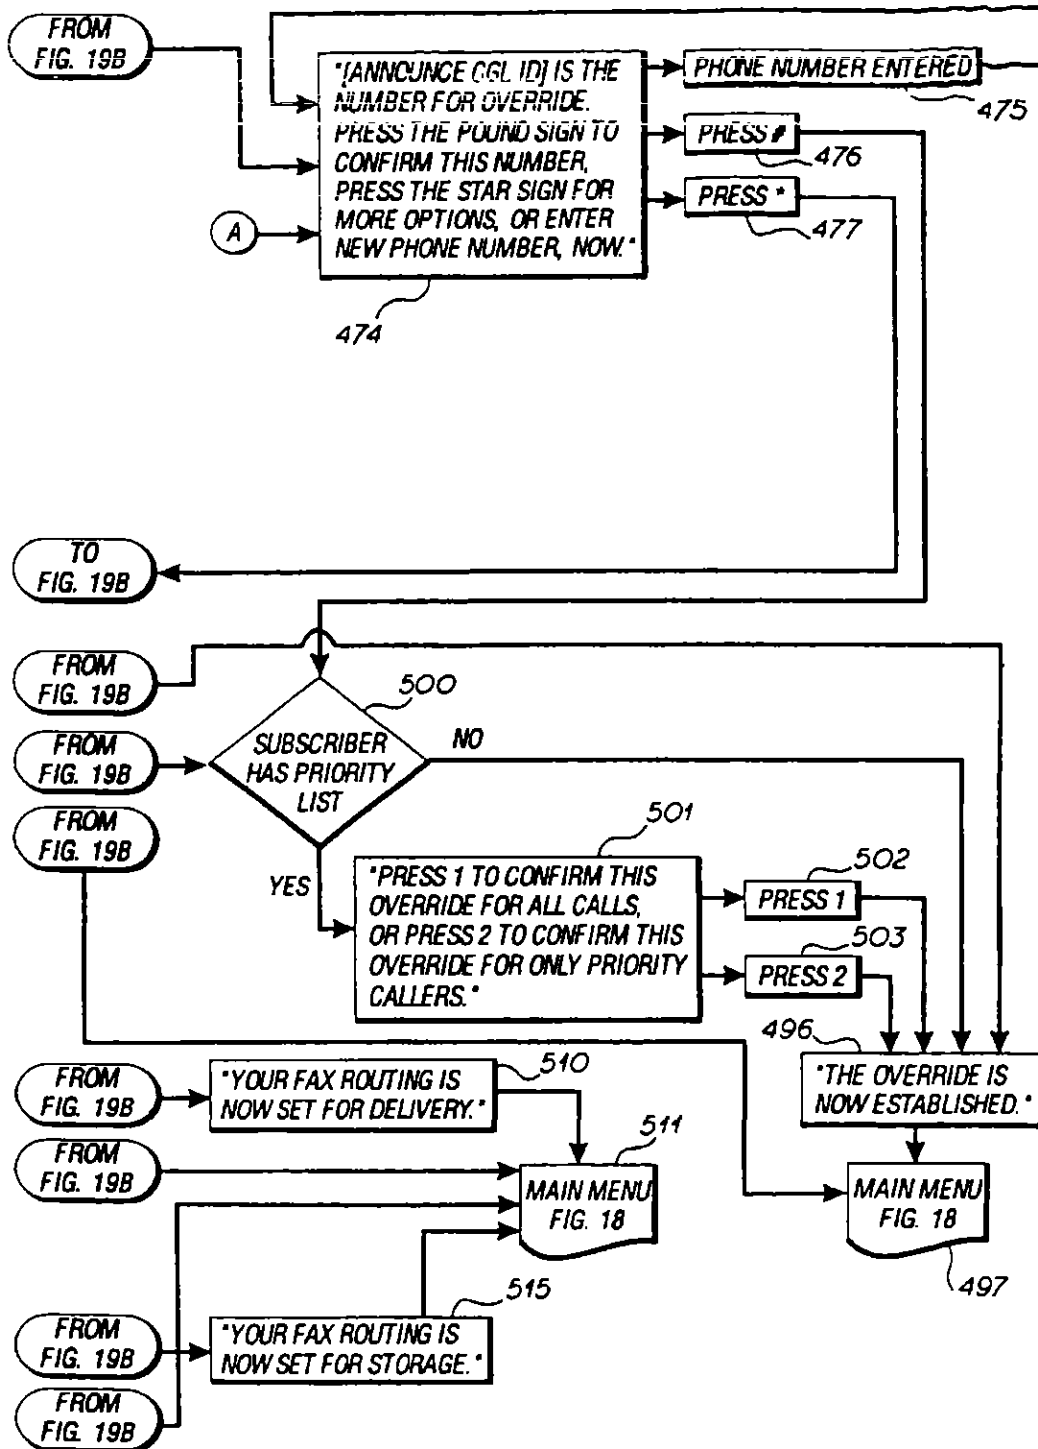 FROM
FIG. 19B
"[ANNOUNCE CGL ID] IS THE
NUMBER FOR OVERRIDE.
PRESS THE POUND SIGN TO
CONFIRM THIS NUMBER,
PRESS THE STAR SIGN FOR
MORE OPTIONS, OR ENTER
NEW PHONE NUMBER, NOW."
474
A
PHONE NUMBER ENTERED
475
PRESS #
476
PRESS *
477
TO
FIG. 19B
FROM
FIG. 19B
FROM
FIG. 19B
FROM
FIG. 19B
SUBSCRIBER
HAS PRIORITY
LIST
500
NO
YES
501
"PRESS 1 TO CONFIRM THIS
OVERRIDE FOR ALL CALLS,
OR PRESS 2 TO CONFIRM THIS
OVERRIDE FOR ONLY PRIORITY
CALLERS."
502
PRESS 1
503
PRESS 2
496
"THE OVERRIDE IS
NOW ESTABLISHED."
FROM
FIG. 19B
"YOUR FAX ROUTING IS
NOW SET FOR DELIVERY."
510
FROM
FIG. 19B
511
MAIN MENU
FIG. 18
MAIN MENU
FIG. 18
497
FROM
FIG. 19B
515
"YOUR FAX ROUTING IS
NOW SET FOR STORAGE."
FROM
FIG. 19B